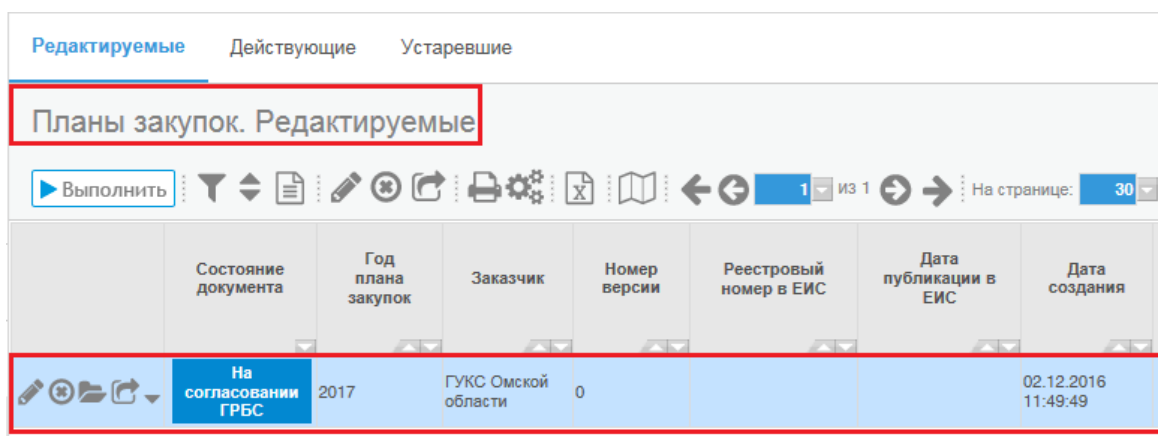 Редактируемые Действующие Устаревшие
Планы закупок. Редактируемые
Выполнить 1 из 1 На странице: 30
Состояние документа Год плана закупок Заказчик Номер версии Реестровый номер в ЕИС Дата публикации в ЕИС Дата создания
На согласовании ГРБС 2017 ГУКС Омской области 0 02.12.2016 11:49:49